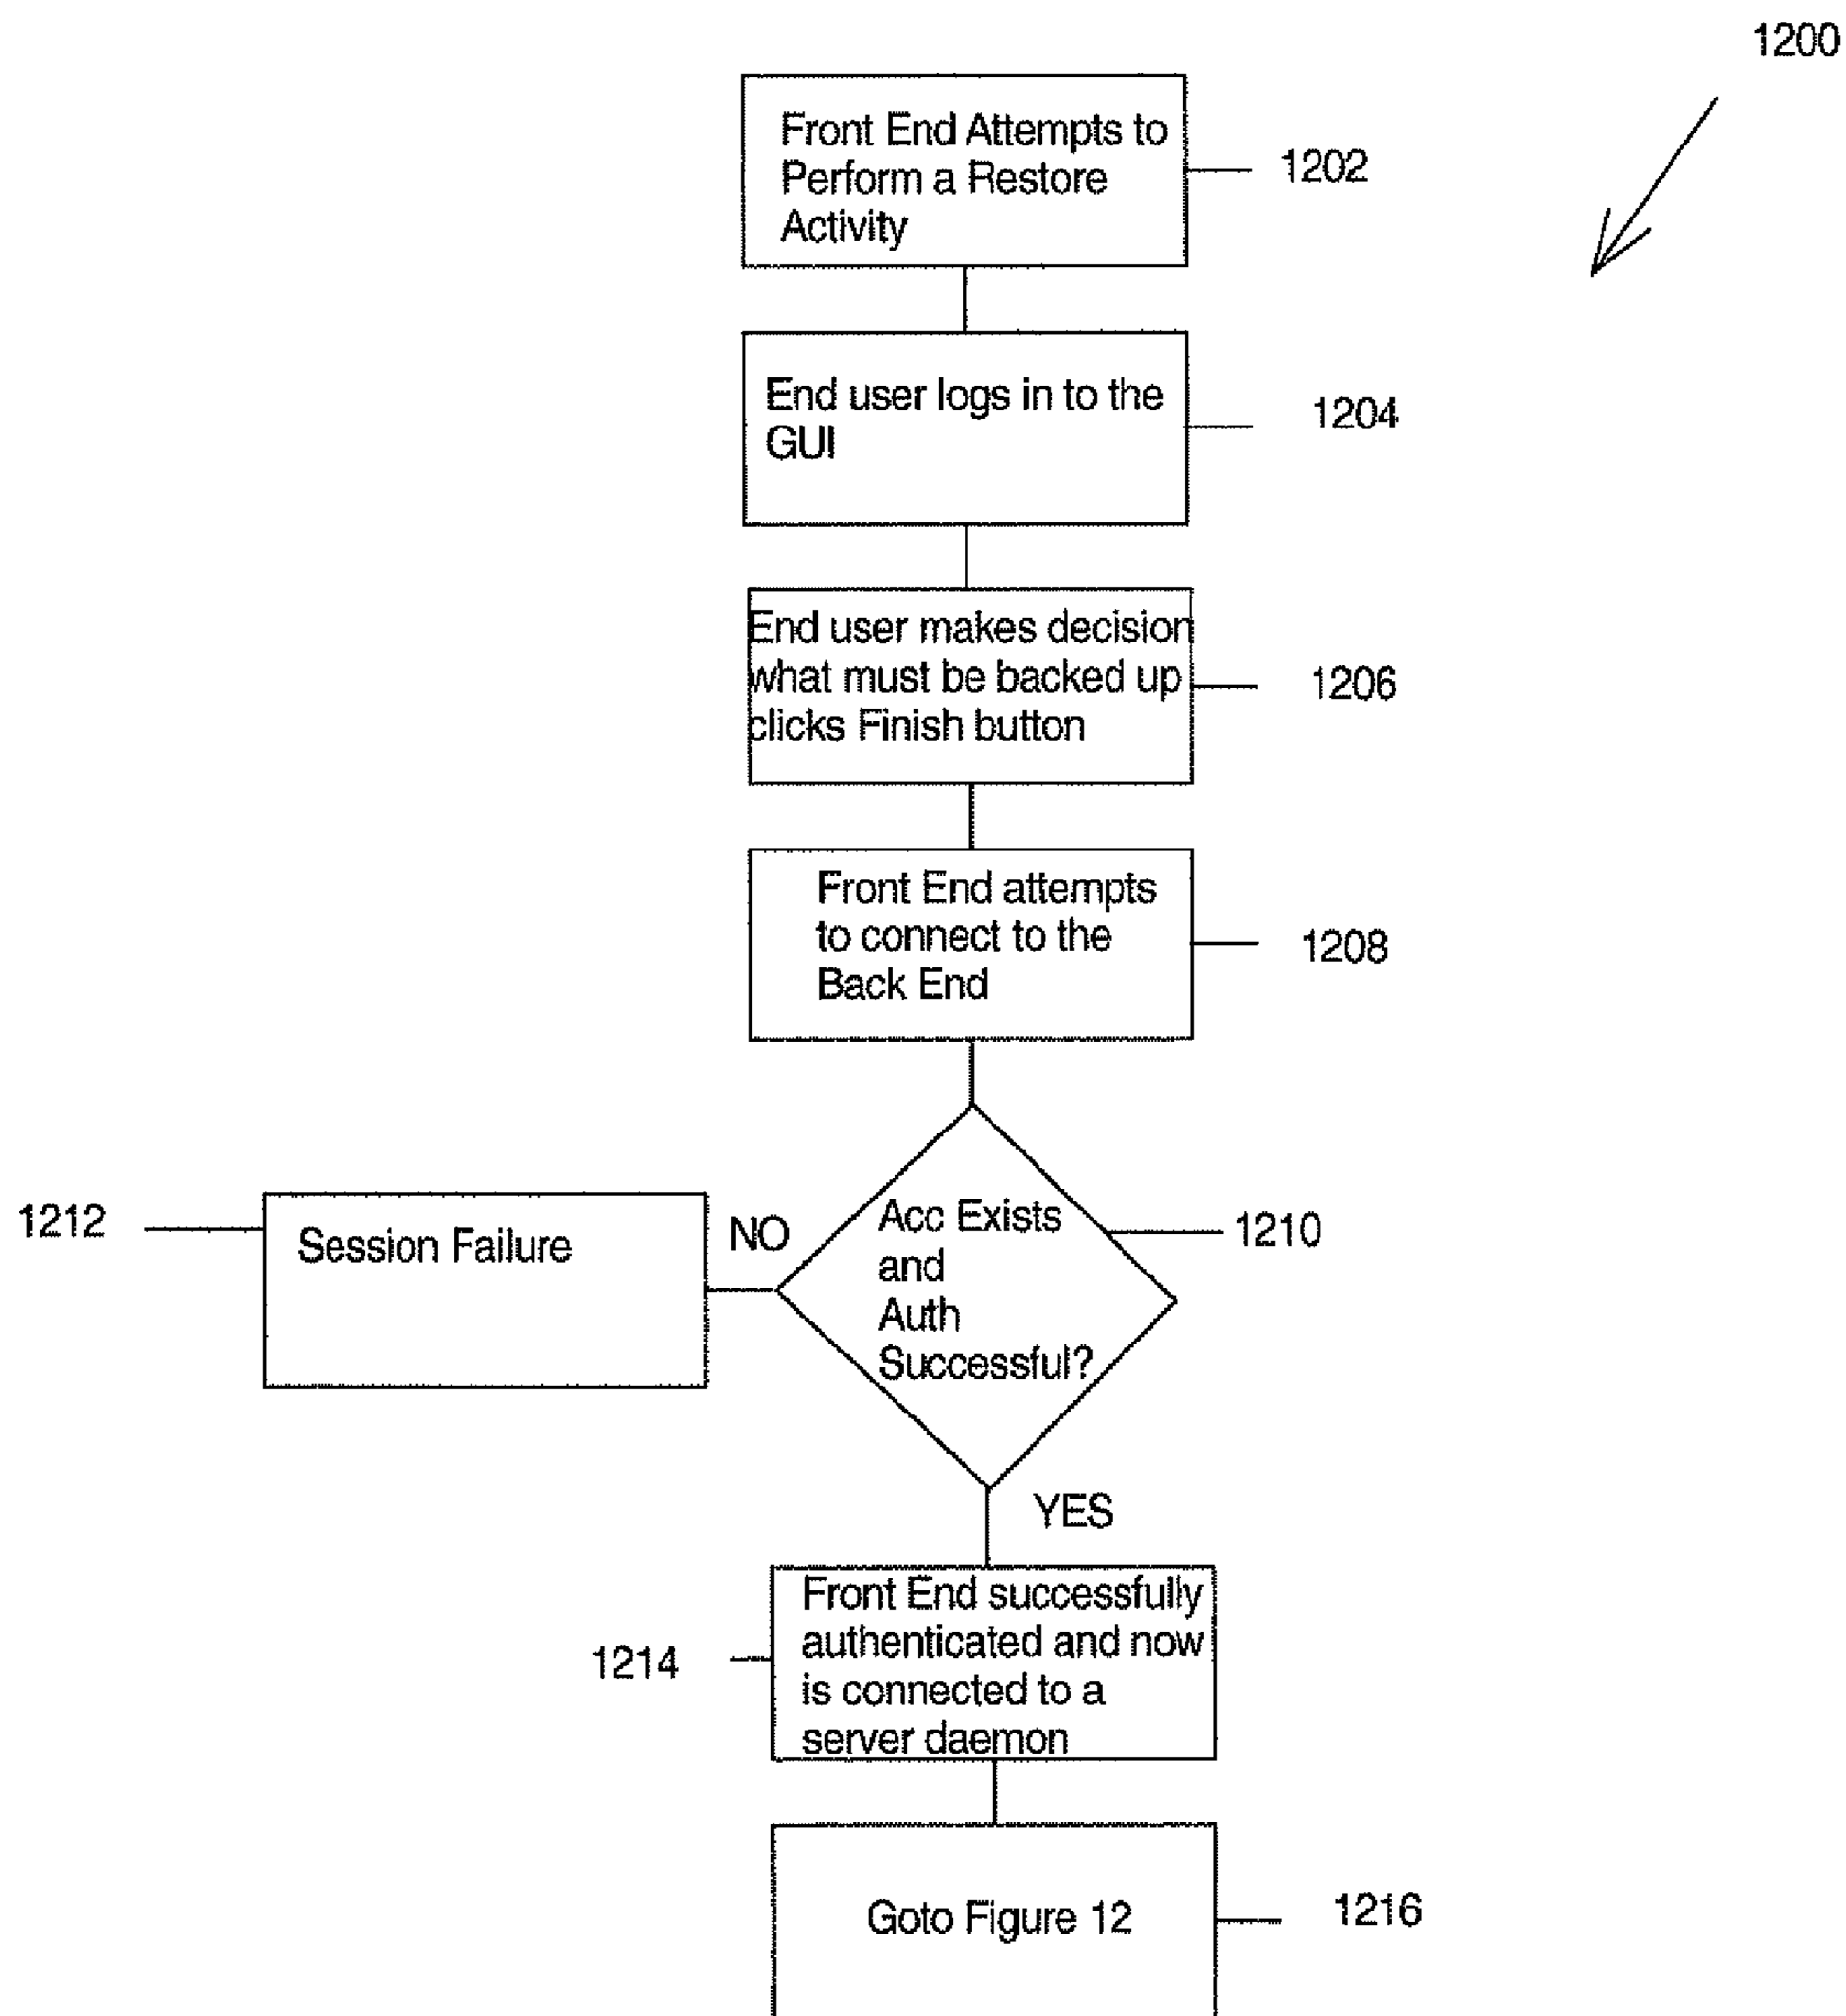 1200
Front End Attempts to
Perform a Restore
Activity
1202
End user logs in to the
GUI
1204
End user makes decision
what must be backed up
clicks Finish button
1206
Front End attempts
to connect to the
Back End
1208
Acc Exists
and
Auth
Successful?
1210
NO
1212
Session Failure
YES
Front End successfully
authenticated and now
is connected to a
server daemon
1214
Goto Figure 12
1216